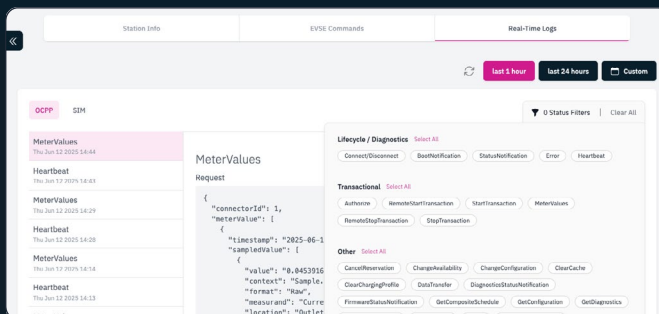 Station Info
EVSE Commands
Real-Time Logs
last 1 hour
last 24 hours
Custom
OCPP
SIM
0 Status Filters | Clear All
MeterValues
Thu Jun 12 2025 14:44
Heartbeat
Thu Jun 12 2025 14:43
MeterValues
Thu Jun 12 2025 14:29
Heartbeat
Thu Jun 12 2025 14:28
MeterValues
Thu Jun 12 2025 14:14
Heartbeat
Thu Jun 12 2025 14:13
MeterValues
Request
{
"connectorId": 1,
"meterValue": [
{
"timestamp": "2025-06-1
"sampledValue": [
{
"value": "0.0453916
"context": "Sample.
"format": "Raw",
"measurand": "Curre
"location": "Outlet
Lifecycle / Diagnostics Select All
Connect/Disconnect BootNotification StatusNotification Error Heartbeat
Transactional Select All
Authorize RemoteStartTransaction StartTransaction MeterValues
RemoteStopTransaction StopTransaction
Other Select All
CancelReservation ChangeAvailability ChangeConfiguration ClearCache
ClearChargingProfile DataTransfer DiagnosticsStatusNotification
FirmwareStatusNotification GetCompositeSchedule GetConfiguration GetDiagnostics